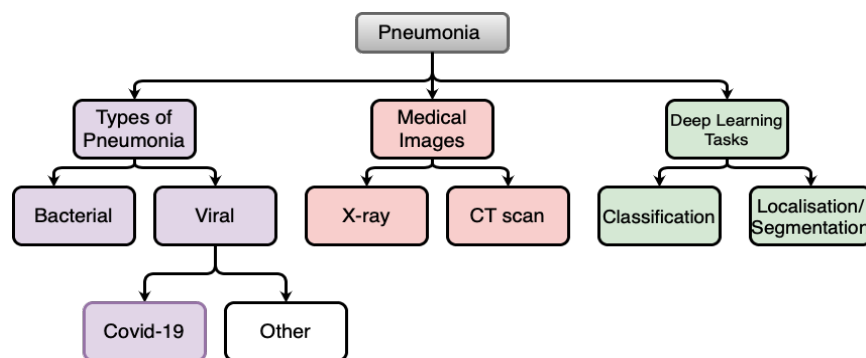 Pneumonia
Types of
Pneumonia
Medical
Images
Deep Learning
Tasks
Bacterial
Viral
X-ray
CT scan
Classification
Localisation/
Segmentation
Covid-19
Other